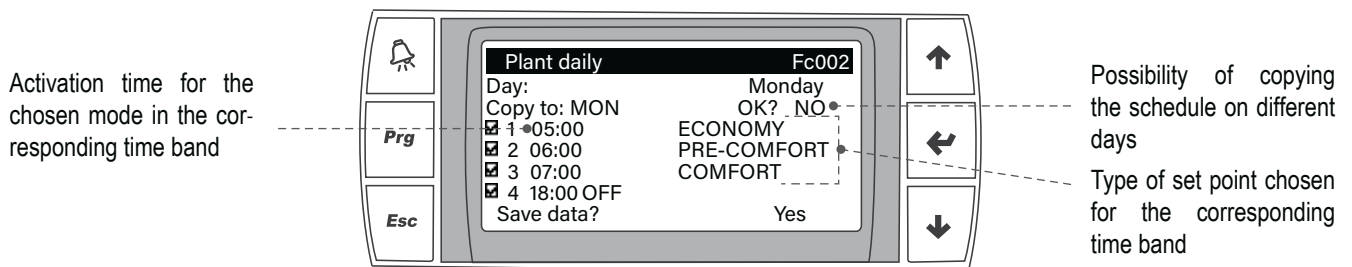 Activation time for the
chosen mode in the cor-
responding time band
Prg
Esc
Plant daily Fc002
Day: Monday
Copy to: MON OK? NO
1 05:00 ECONOMY
2 06:00 PRE-COMFORT
3 07:00 COMFORT
4 18:00 OFF
Save data? Yes
Possibility of copying
the schedule on different
days
Type of set point chosen
for the corresponding
time band